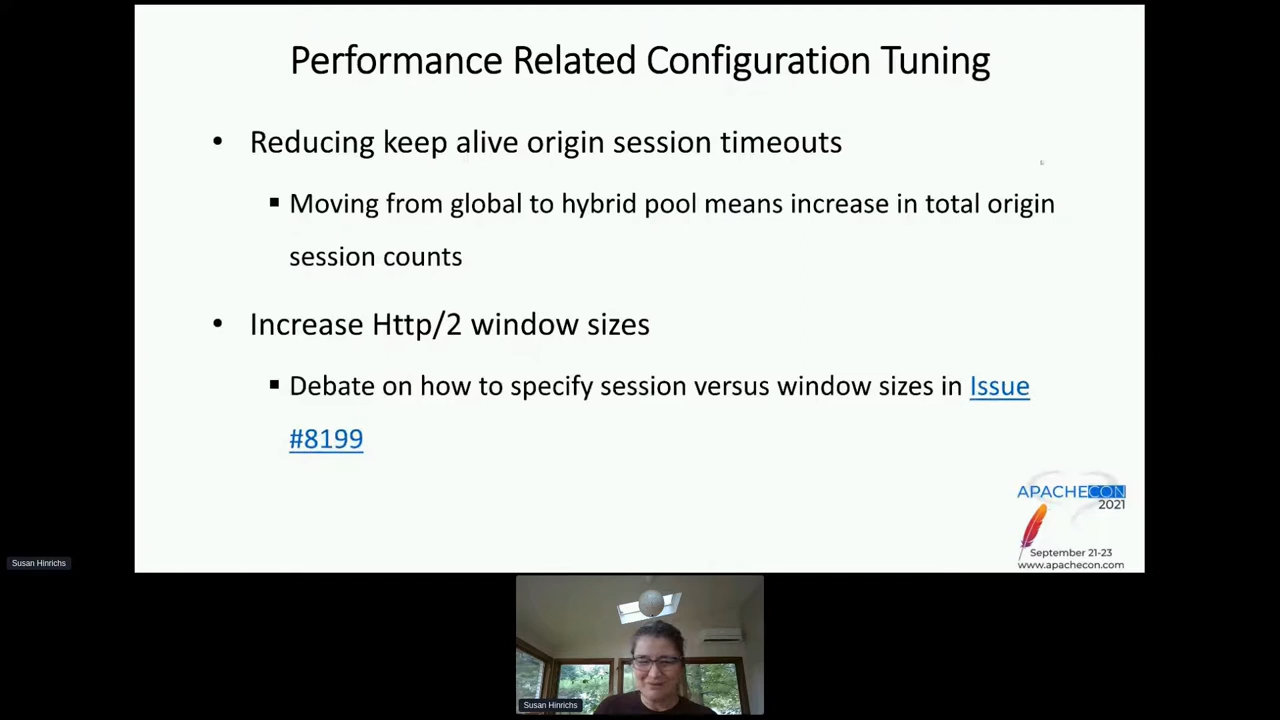 Performance Related Configuration Tuning
• Reducing keep alive origin session timeouts
▪ Moving from global to hybrid pool means increase in total origin
session counts
• Increase Http/2 window sizes
▪ Debate on how to specify session versus window sizes in Issue
#8199
APACHECON
2021
September 21-23
www.apachecon.com
Susan Hinrichs
Susan Hinrichs